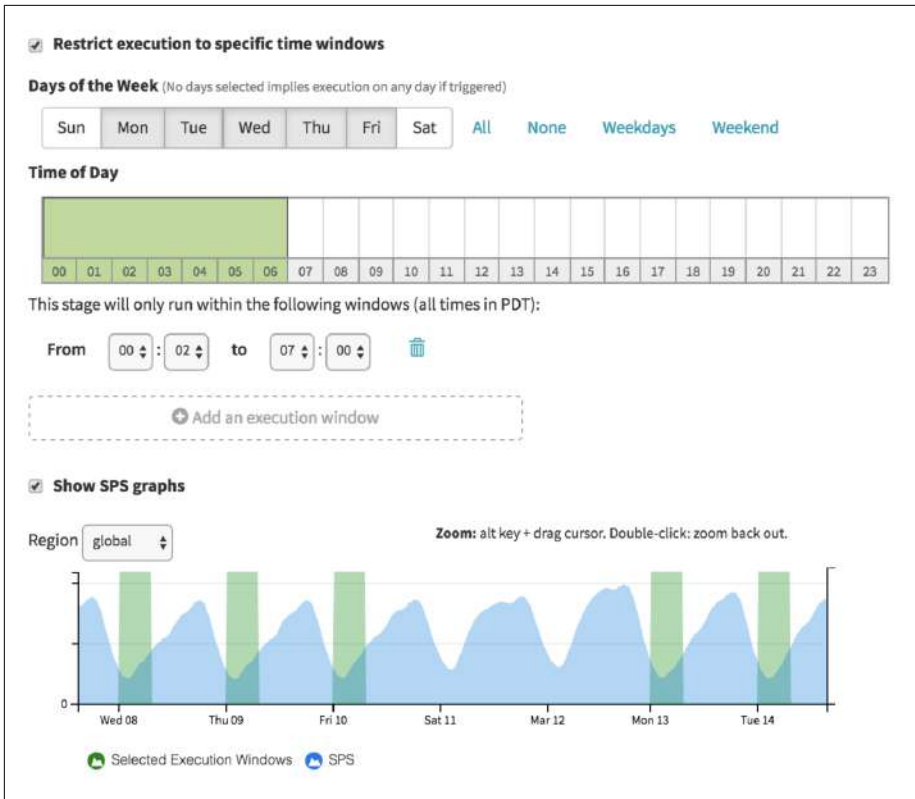 Restrict execution to specific time windows
Days of the Week (No days selected implies execution on any day if triggered)
Sun Mon Tue Wed Thu Fri Sat All None Weekdays Weekend
Time of Day
00 01 02 03 04 05 06 07 08 09 10 11 12 13 14 15 16 17 18 19 20 21 22 23
This stage will only run within the following windows (all times in PDT):
From 00 : 02 to 07 : 00
Add an execution window
Show SPS graphs
Region global Zoom: alt key + drag cursor. Double-click: zoom back out.
0
Wed 08 Thu 09 Fri 10 Sat 11 Mar 12 Mon 13 Tue 14
Selected Execution Windows SPS